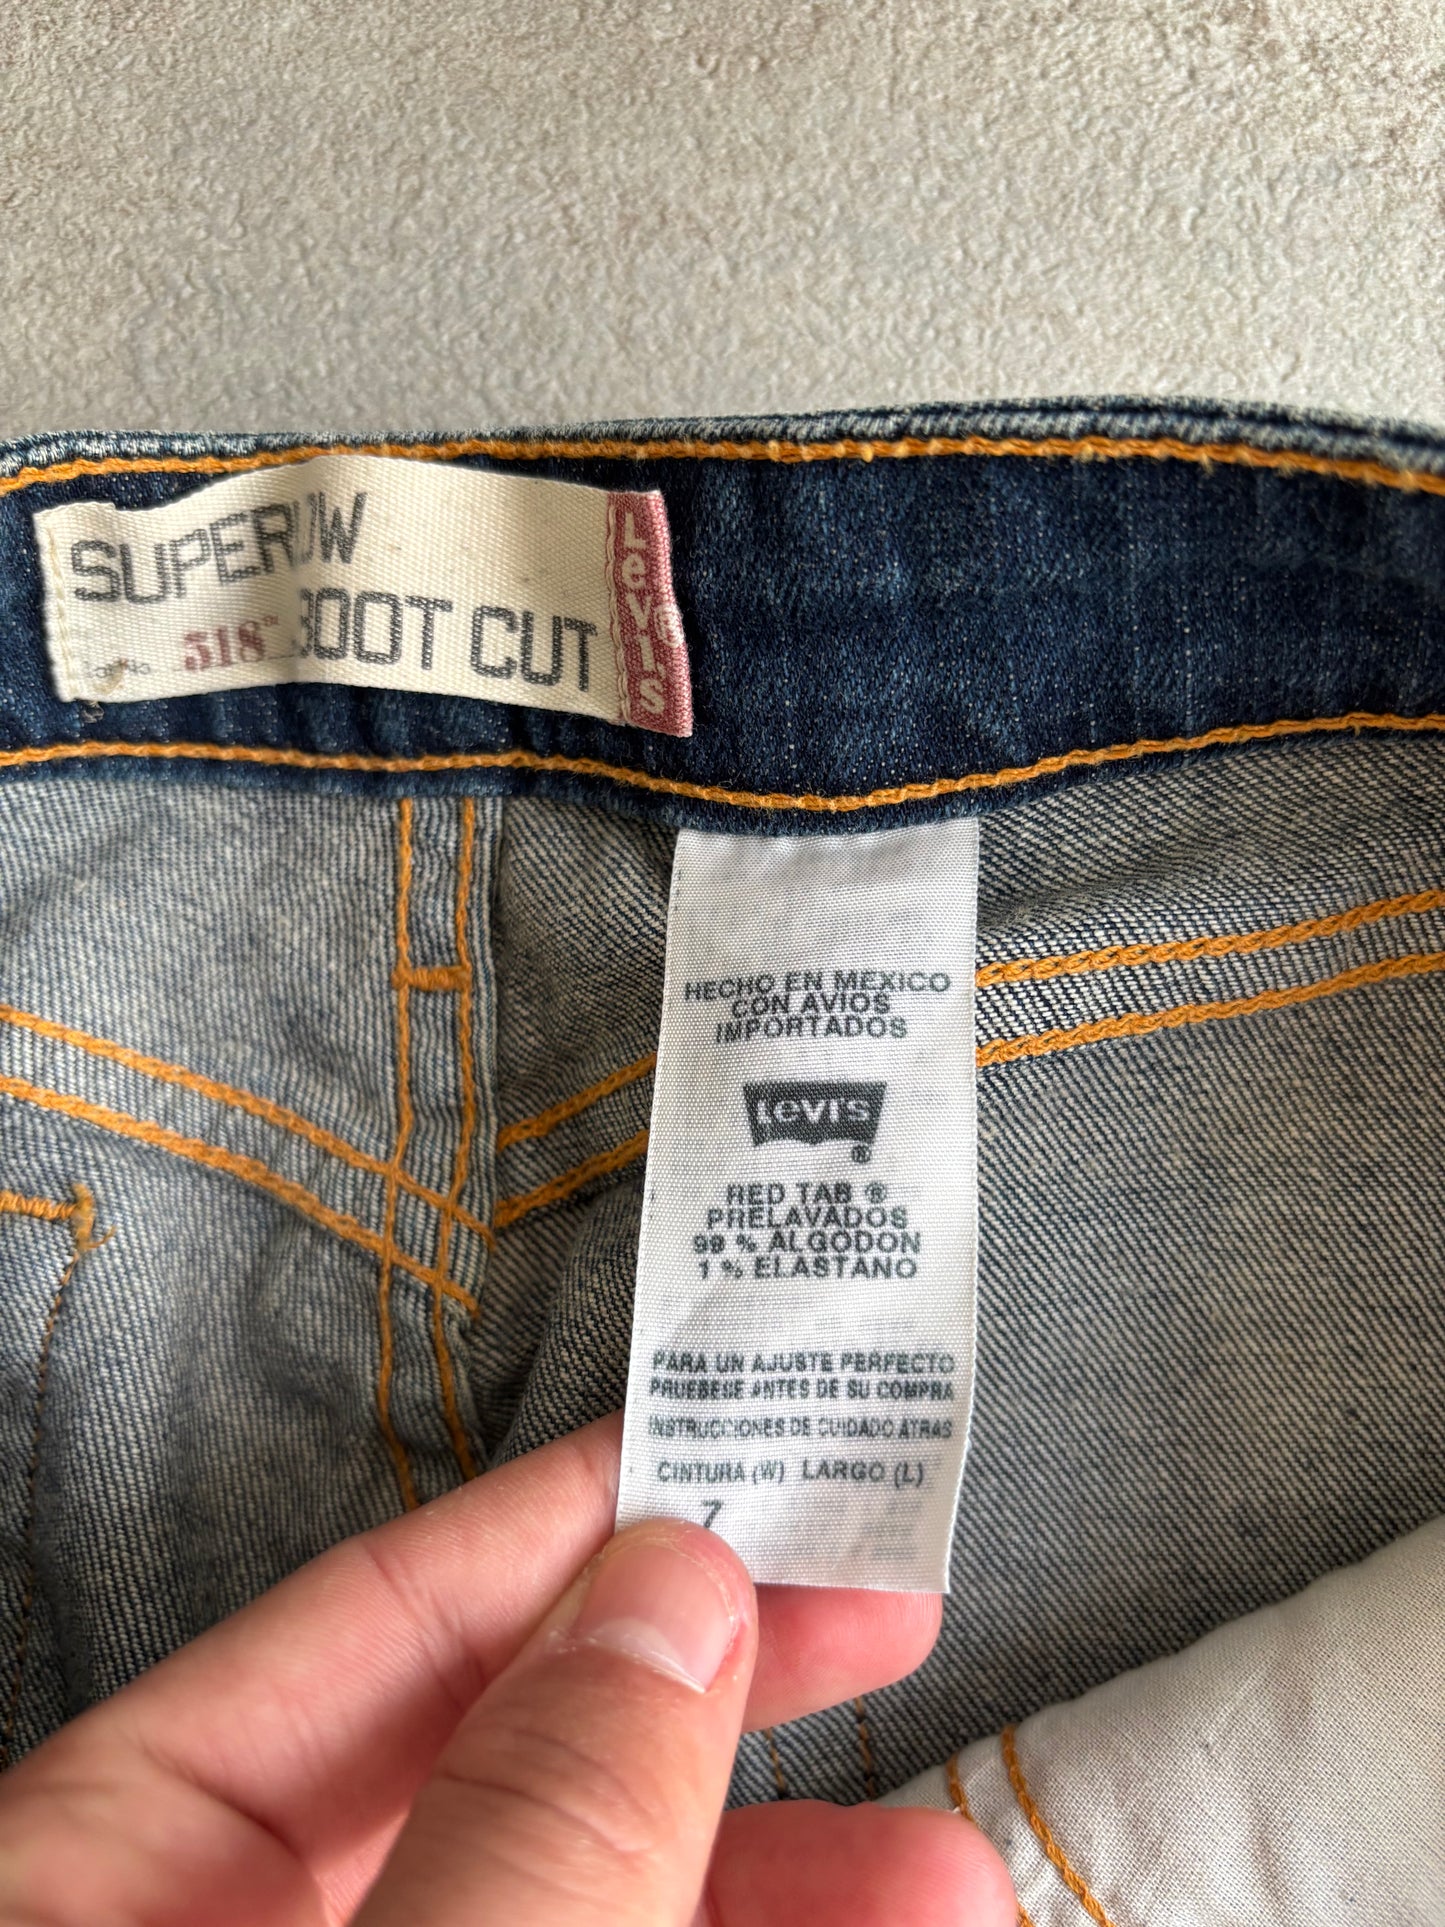 SUPERLOW
518™ BOOT CUT
Levi's®
HECHO EN MEXICO
CON AVIOS
IMPORTADOS
Levi's
®
RED TAB ®
PRELAVADOS
99 % ALGODON
1 % ELASTANO
PARA UN AJUSTE PERFECTO
PRUEBESE ANTES DE SU COMPRA
INSTRUCCIONES DE CUIDADO ATRAS
CINTURA (W) LARGO (L)
7